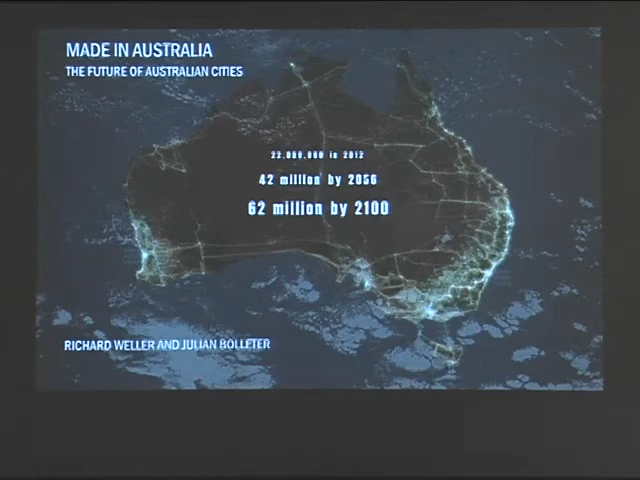 MADE IN AUSTRALIA
THE FUTURE OF AUSTRALIAN CITIES
22,000,000 in 2012
42 million by 2056
62 million by 2100
RICHARD WELLER AND JULIAN BOLLETER